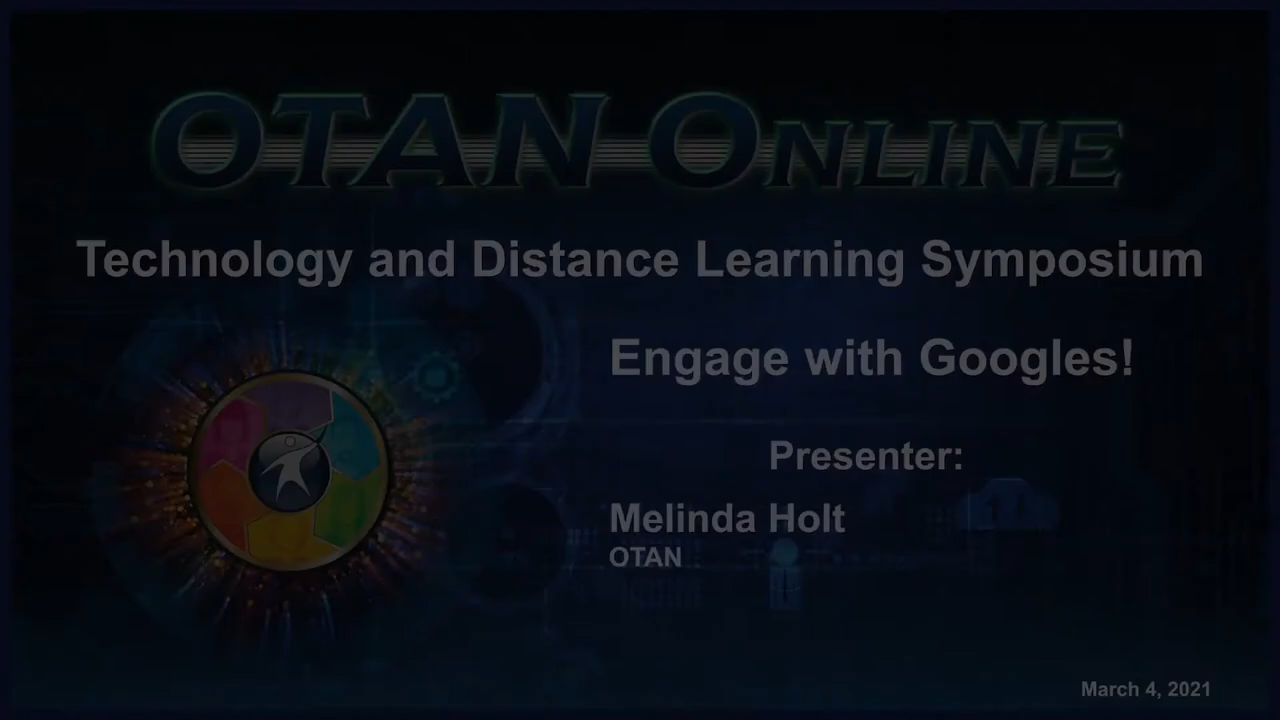 OTAN ONLINE
Technology and Distance Learning Symposium
Engage with Googles!
Presenter:
Melinda Holt
OTAN
March 4, 2021